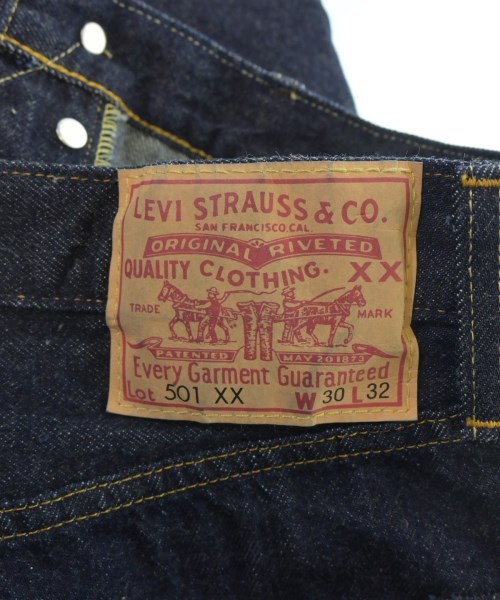 LEVI STRAUSS & CO.
SAN FRANCISCO, CAL.
ORIGINAL RIVETED
QUALITY CLOTHING. XX
TRADE MARK
PATENTED MAY 20 1873
Every Garment Guaranteed
Lot 501 XX W 30 L 32